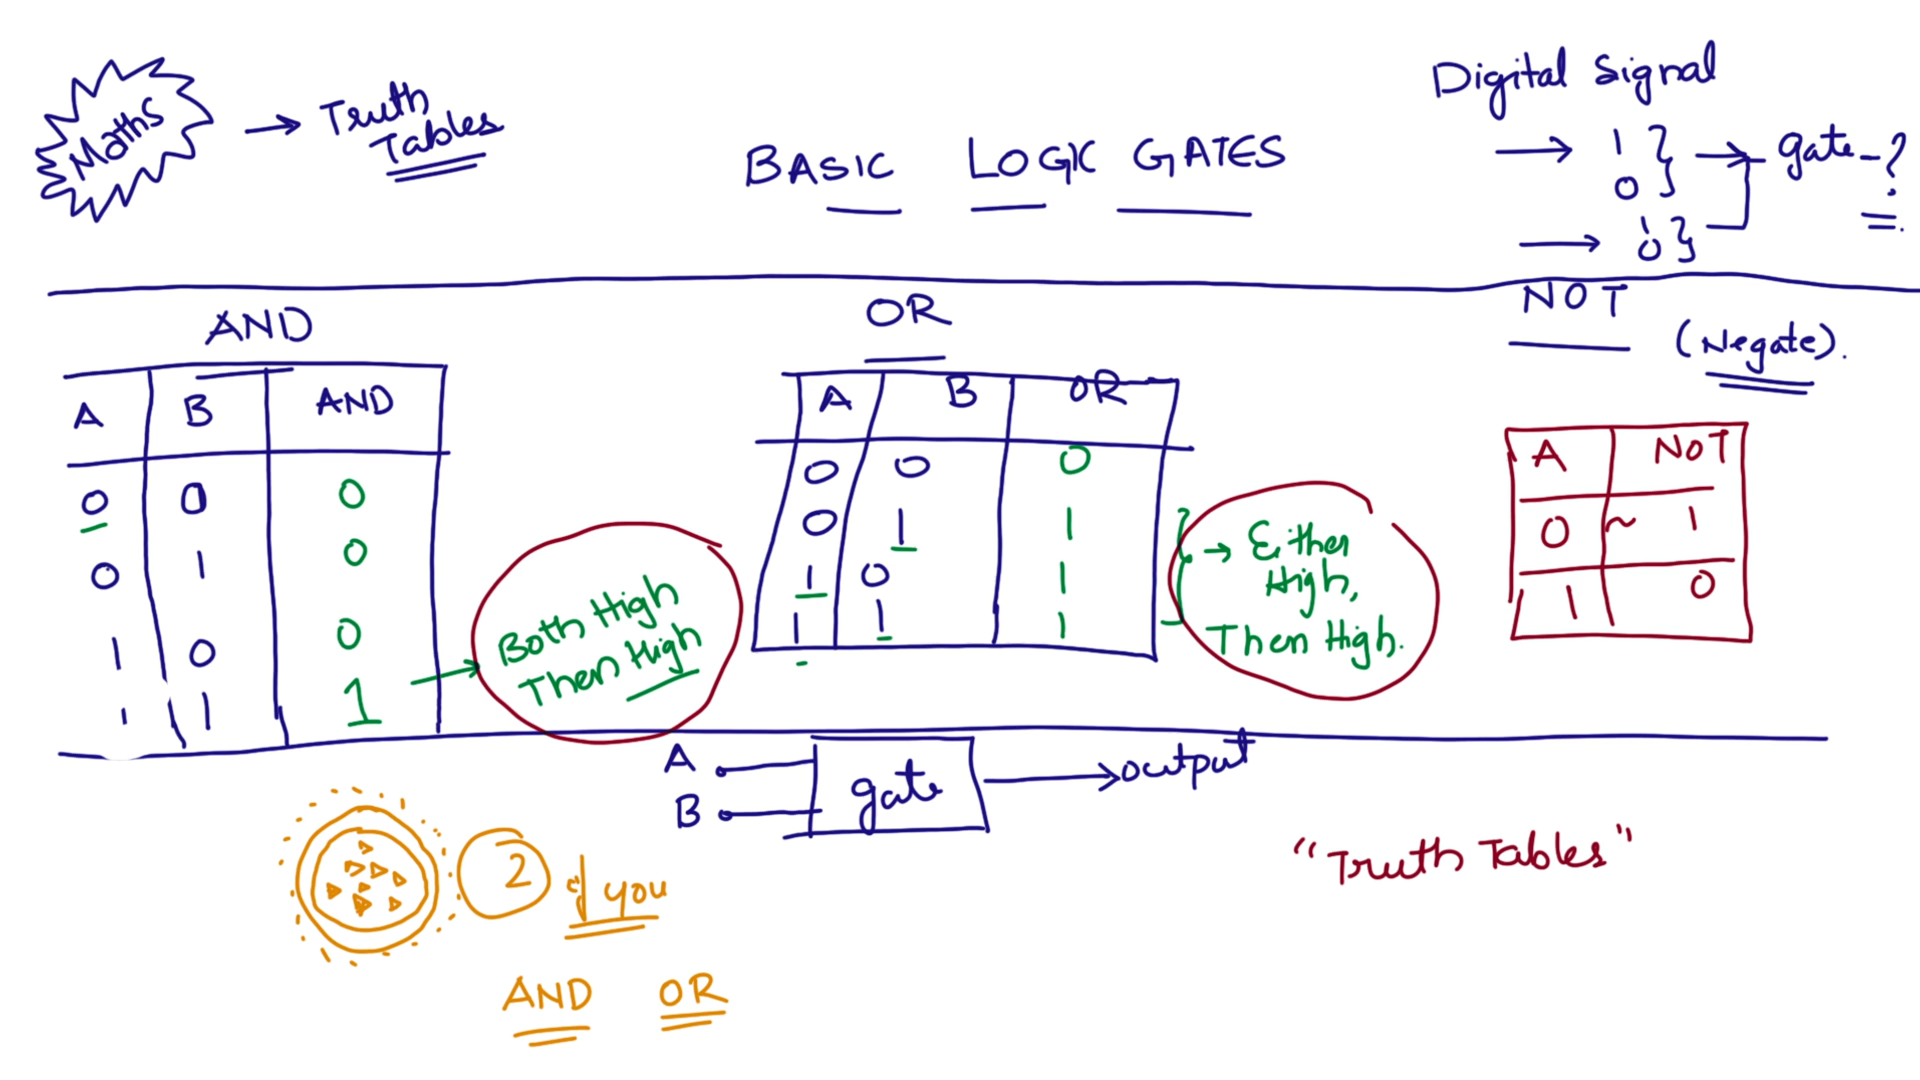 Maths → Truth
Tables
BASIC LOGIC GATES
Digital Signal
→ 1 } → gate - ?
0
→ 1
0 }
AND
A B AND
0 0 0
0 1 0
1 0 0
1 1 1
→ Both High
Then High
OR
A B OR
0 0 0
0 1 1
1 0 1
1 1 1
→ Either
High,
Then High.
NOT
(Negate).
A NOT
0 ~ 1
1 0
A
B
gate
→ output
2 of you
AND OR
"Truth Tables"